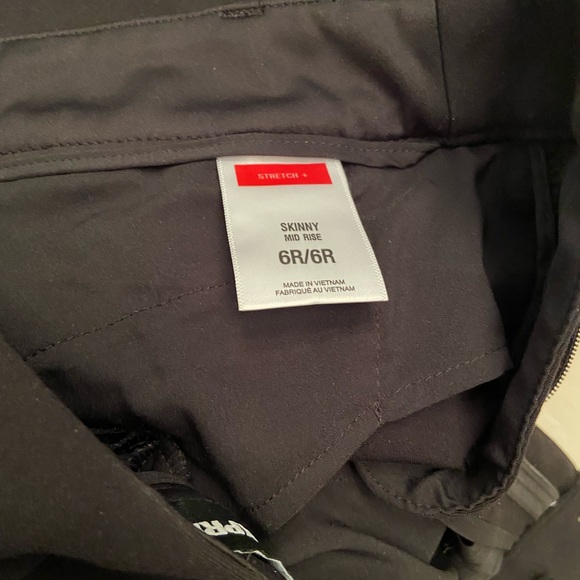 STRETCH +
SKINNY
MID RISE
6R/6R
MADE IN VIETNAM
FABRIQUÉ AU VIETNAM